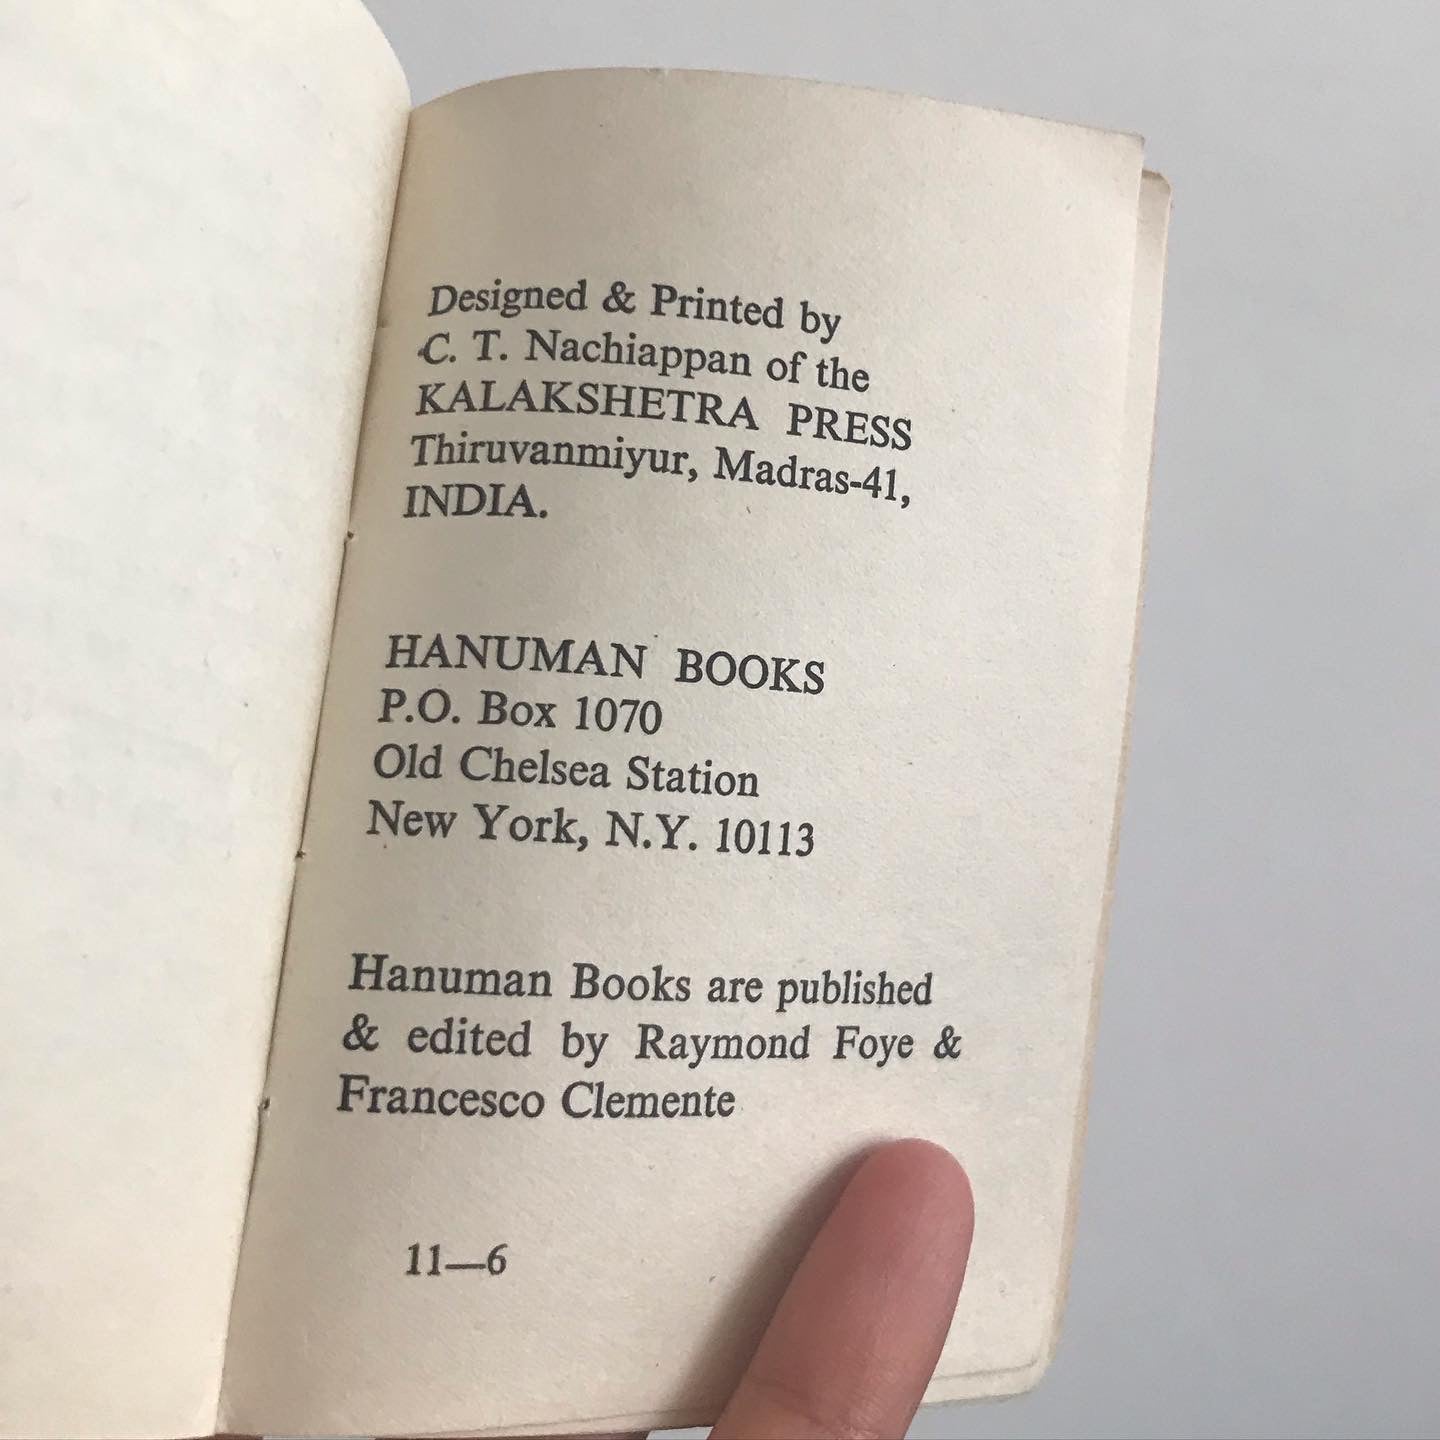 Designed & Printed by
C. T. Nachiappan of the
KALAKSHETRA PRESS
Thiruvanmiyur, Madras-41,
INDIA.
HANUMAN BOOKS
P.O. Box 1070
Old Chelsea Station
New York, N.Y. 10113
Hanuman Books are published
& edited by Raymond Foye &
Francesco Clemente
11—6